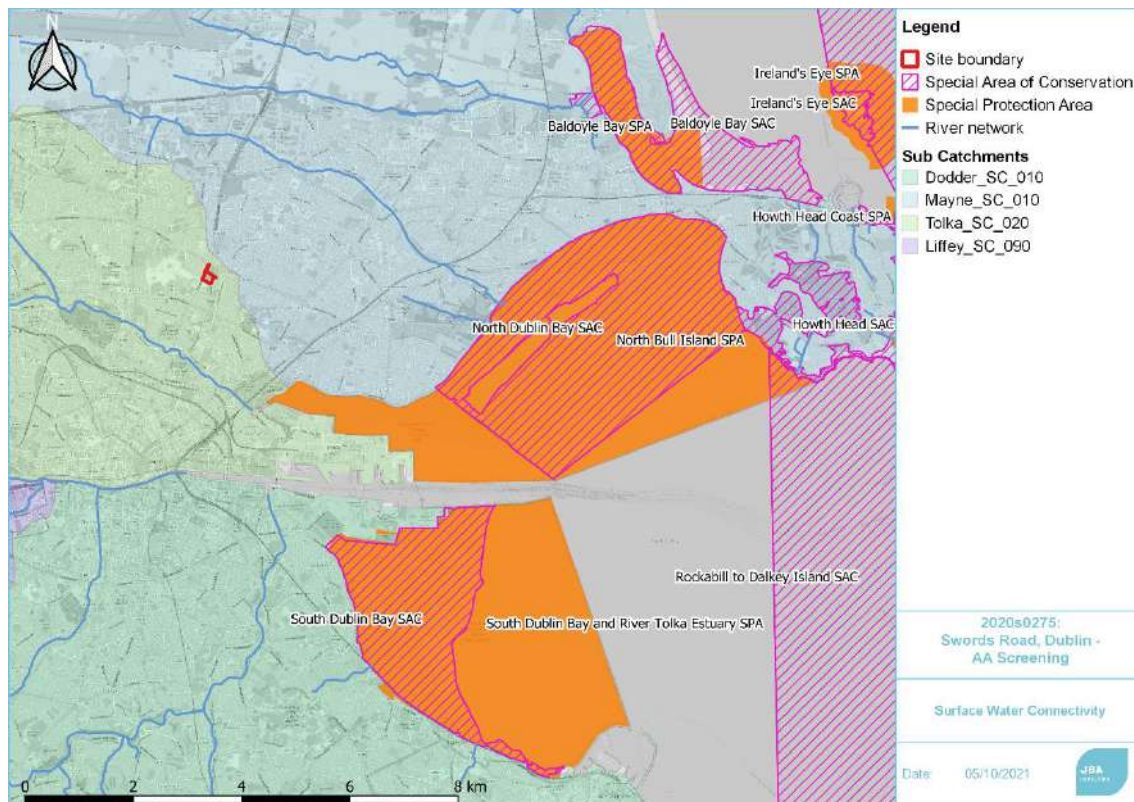 N
Ireland's Eye SPA
Ireland's Eye SAC
Baldoyle Bay SPA
Baldoyle Bay SAC
Howth Head Coast SPA
Howth Head SAC
North Dublin Bay SAC
North Bull Island SPA
Rockabill to Dalkey Island SAC
South Dublin Bay SAC
South Dublin Bay and River Tolka Estuary SPA
0 2 4 6 8 km
Legend
Site boundary
Special Area of Conservation
Special Protection Area
River network
Sub Catchments
Dodder_SC_010
Mayne_SC_010
Tolka_SC_020
Liffey_SC_090
2020s0275:
Swords Road, Dublin -
AA Screening
Surface Water Connectivity
Date: 05/10/2021
JBA